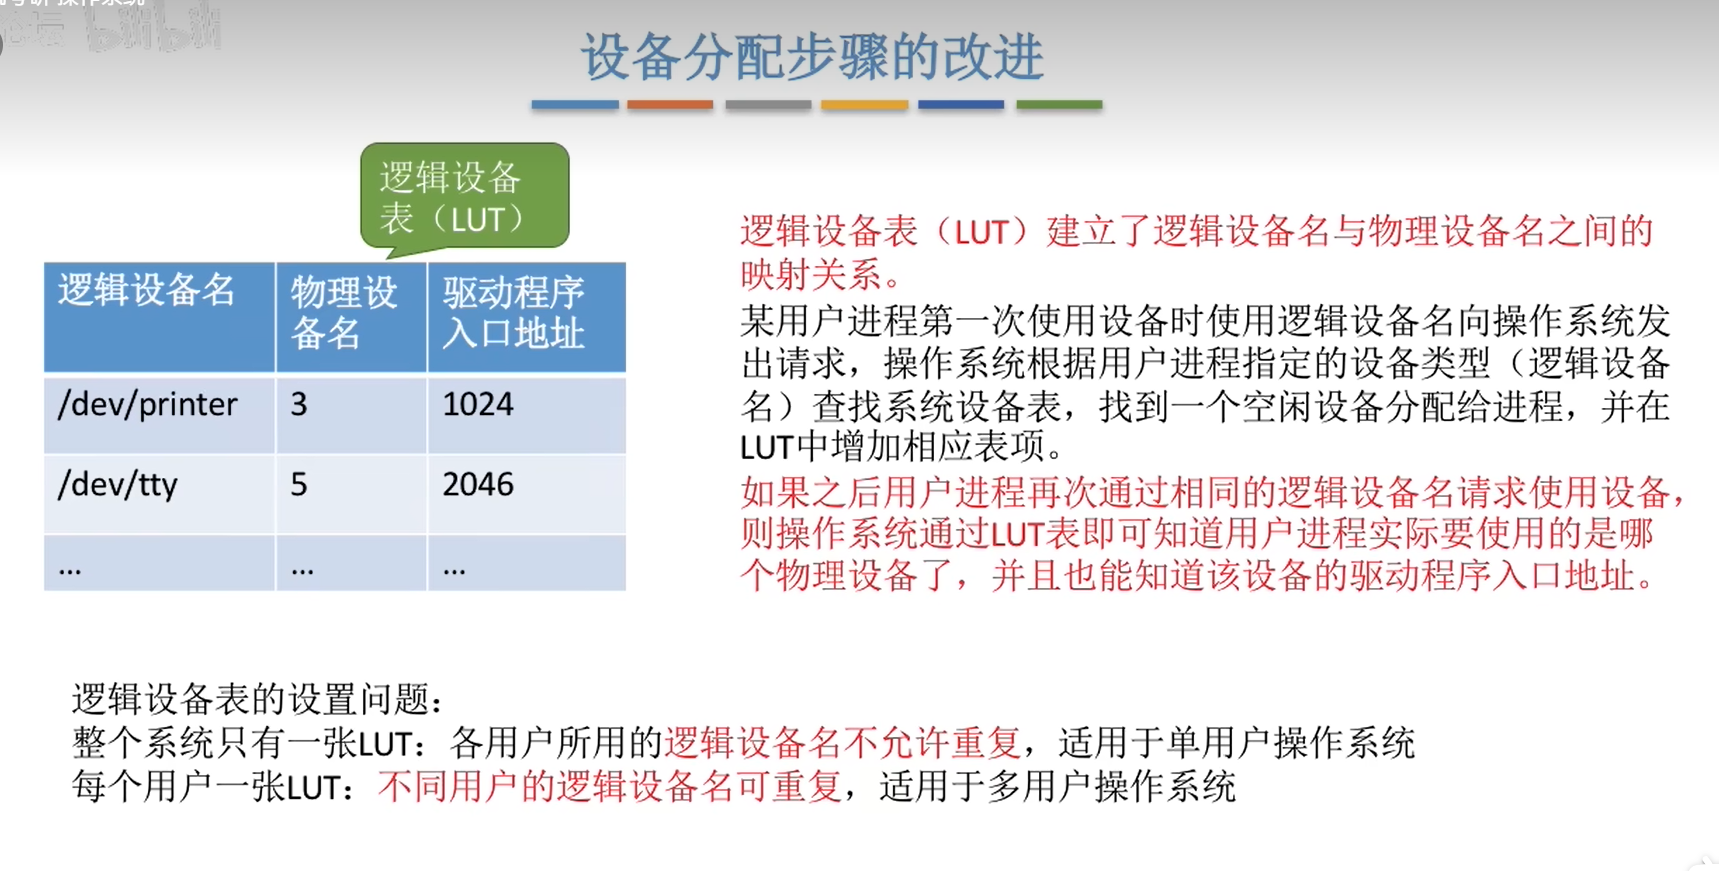 设备分配步骤的改进
逻辑设备
表（LUT）
逻辑设备名
物理设
备名
驱动程序
入口地址
/dev/printer
3
1024
/dev/tty
5
2046
...
...
...
逻辑设备表（LUT）建立了逻辑设备名与物理设备名之间的
映射关系。
某用户进程第一次使用设备时使用逻辑设备名向操作系统发
出请求，操作系统根据用户进程指定的设备类型（逻辑设备
名）查找系统设备表，找到一个空闲设备分配给进程，并在
LUT中增加相应表项。
如果之后用户进程再次通过相同的逻辑设备名请求使用设备，
则操作系统通过LUT表即可知道用户进程实际要使用的是哪
个物理设备了，并且也能知道该设备的驱动程序入口地址。
逻辑设备表的设置问题：
整个系统只有一张LUT：各用户所用的逻辑设备名不允许重复，适用于单用户操作系统
每个用户一张LUT：不同用户的逻辑设备名可重复，适用于多用户操作系统